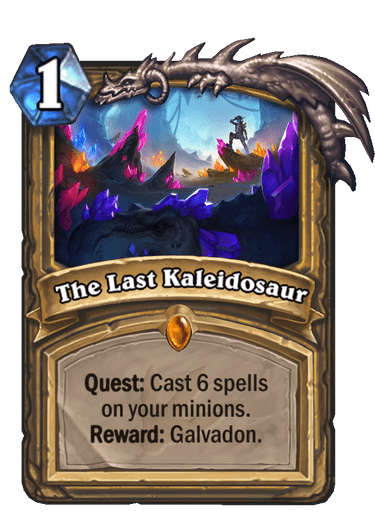 1
The Last Kaleidosaur
Quest: Cast 6 spells
on your minions.
Reward: Galvadon.